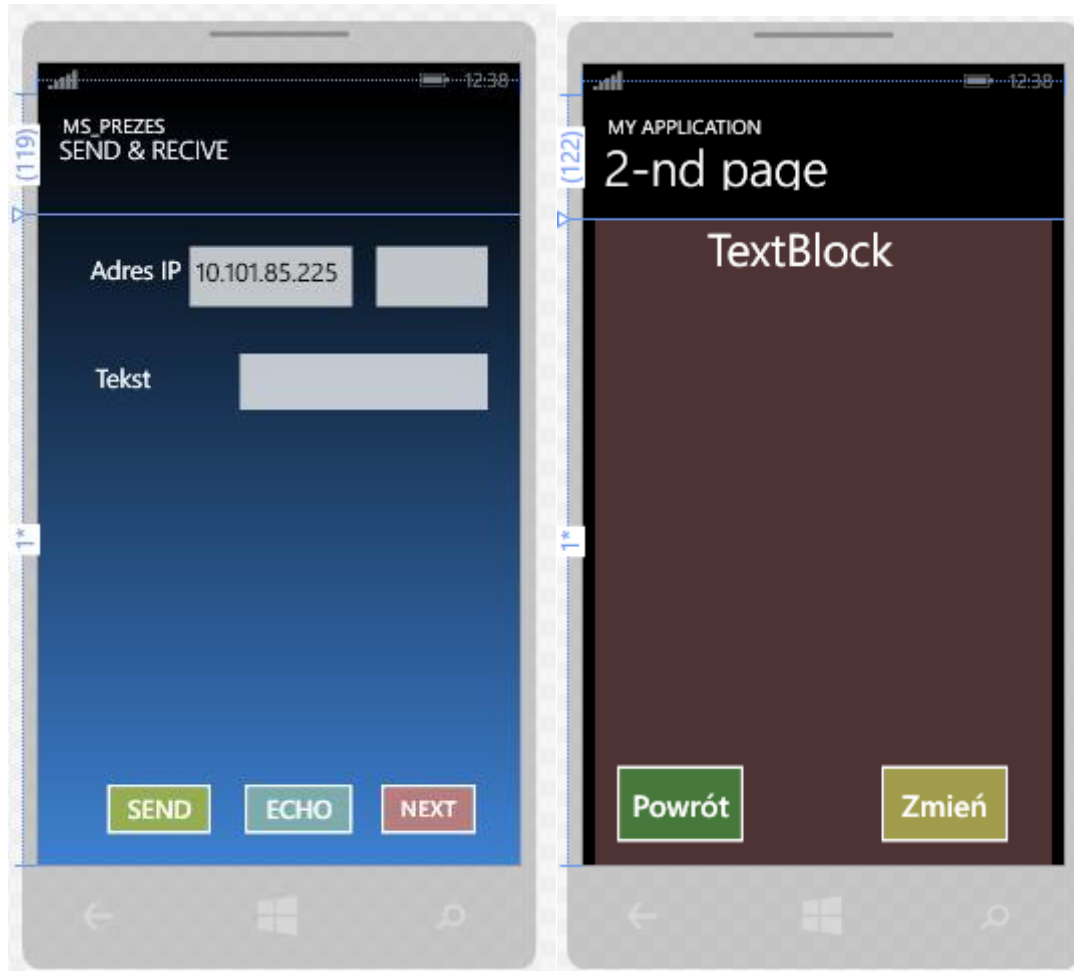 12:38
MS_PREZES
SEND & RECIVE
(119)
Adres IP 10.101.85.225
Tekst
1*
SEND ECHO NEXT
12:38
MY APPLICATION
2-nd page
(122)
TextBlock
1*
Powrót Zmień